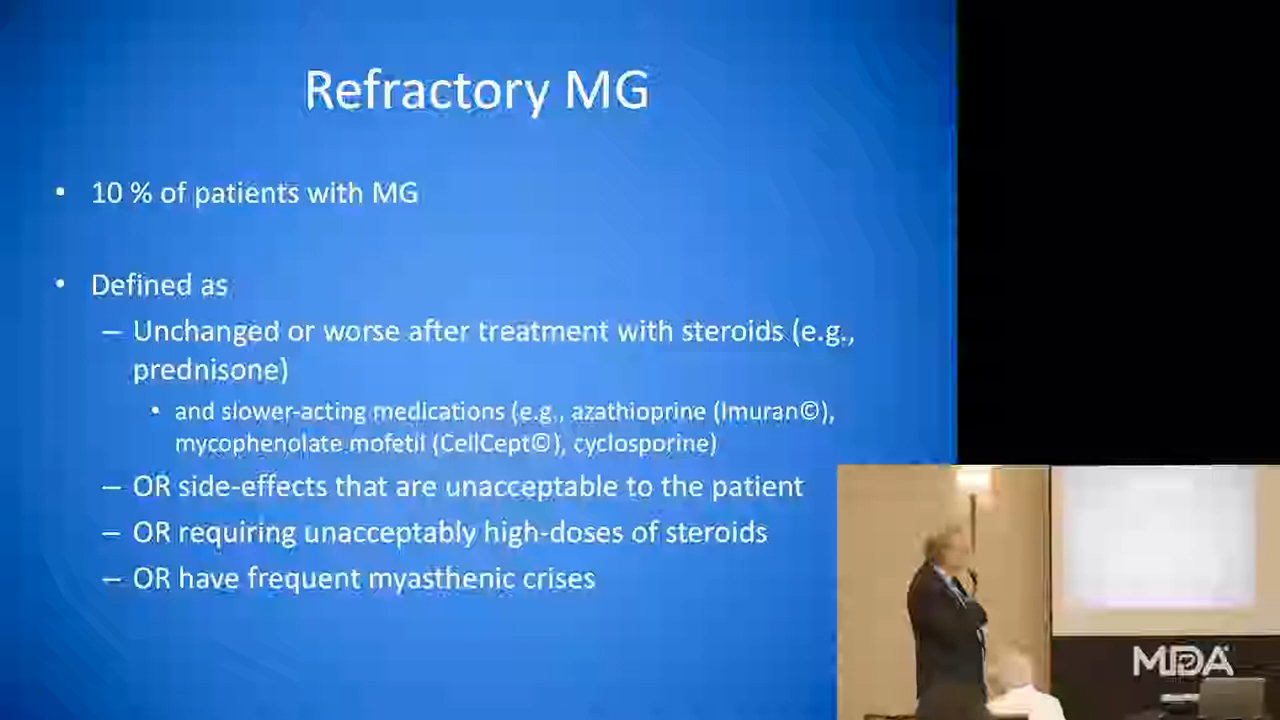 Refractory MG
• 10 % of patients with MG
• Defined as
– Unchanged or worse after treatment with steroids (e.g.,
prednisone)
• and slower-acting medications (e.g., azathioprine (Imuran©),
mycophenolate mofetil (CellCept©), cyclosporine)
– OR side-effects that are unacceptable to the patient
– OR requiring unacceptably high-doses of steroids
– OR have frequent myasthenic crises
MDA